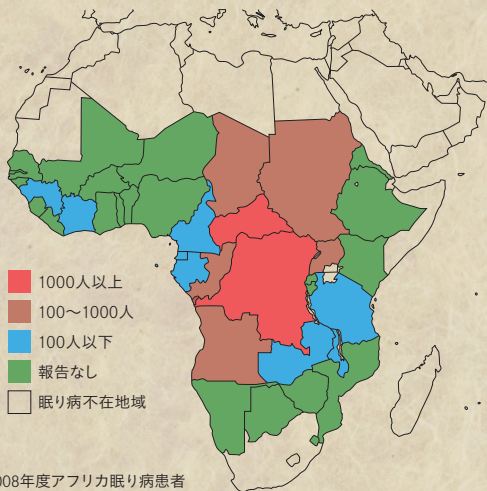 1000人以上
100～1000人
100人以下
報告なし
眠り病不在地域
008年度アフリカ眠り病患者